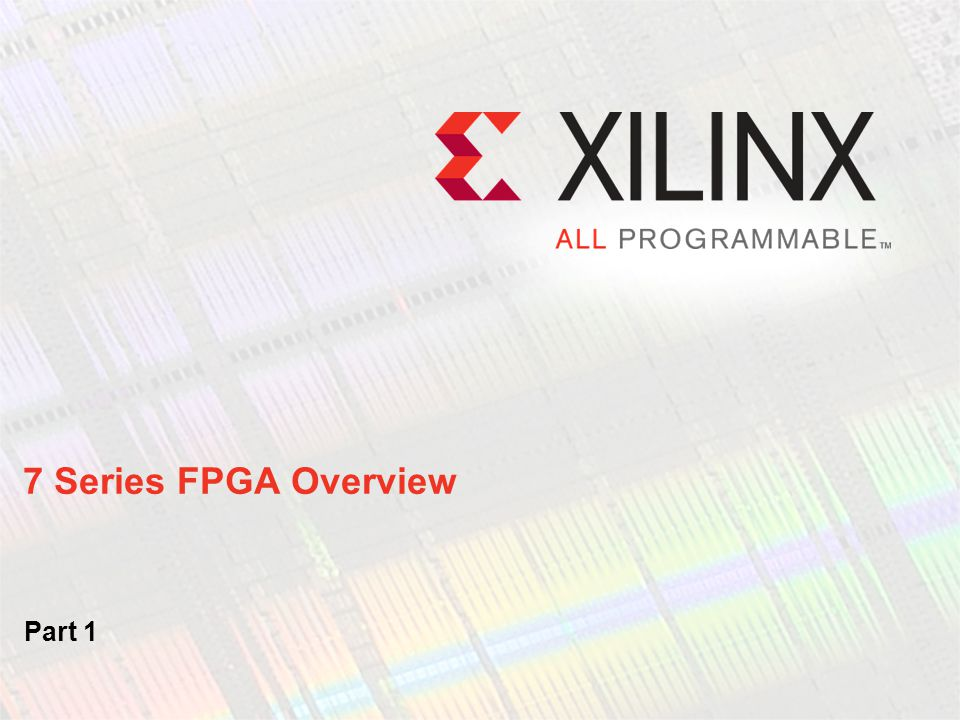 XILINX
ALL PROGRAMMABLE™
7 Series FPGA Overview
Part 1